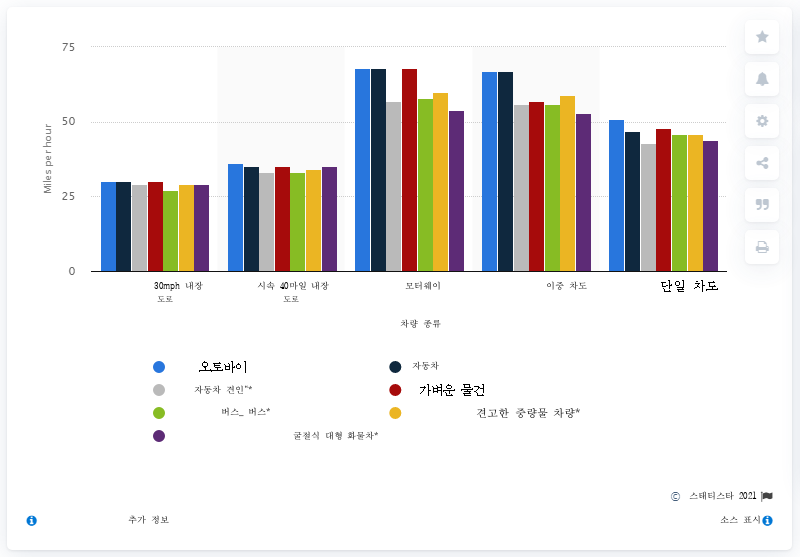 75
Miles per hour
50
25
0
30mph 내장 도로
시속 40마일 내장 도로
모터웨이
이중 차도
단일 차도
차량 종류
오토바이
자동차
자동차 견인"*
가벼운 물건
버스_ 버스*
견고한 중량물 차량*
굴절식 대형 화물차*
© 스태티스타 2021
추가 정보
소스 표시